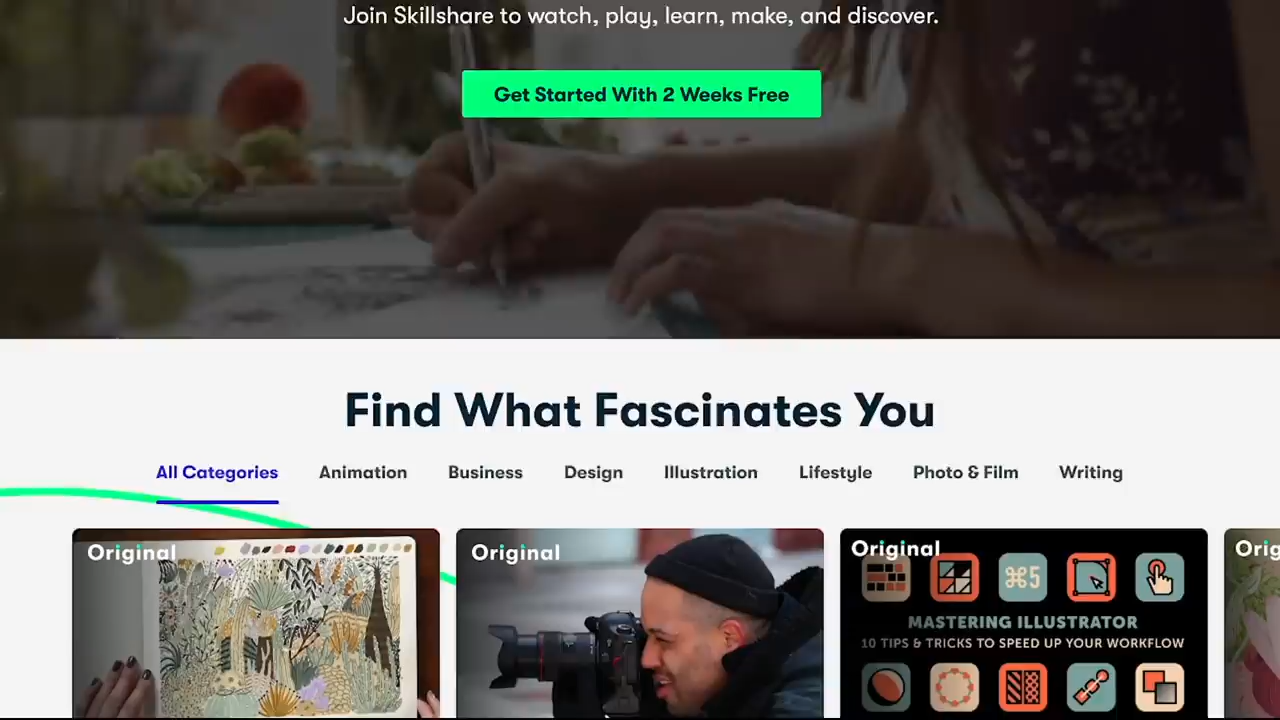 Join Skillshare to watch, play, learn, make, and discover.
Get Started With 2 Weeks Free
Find What Fascinates You
All Categories Animation Business Design Illustration Lifestyle Photo & Film Writing
Original Original Original Orig
⌘5
MASTERING ILLUSTRATOR
10 TIPS & TRICKS TO SPEED UP YOUR WORKFLOW